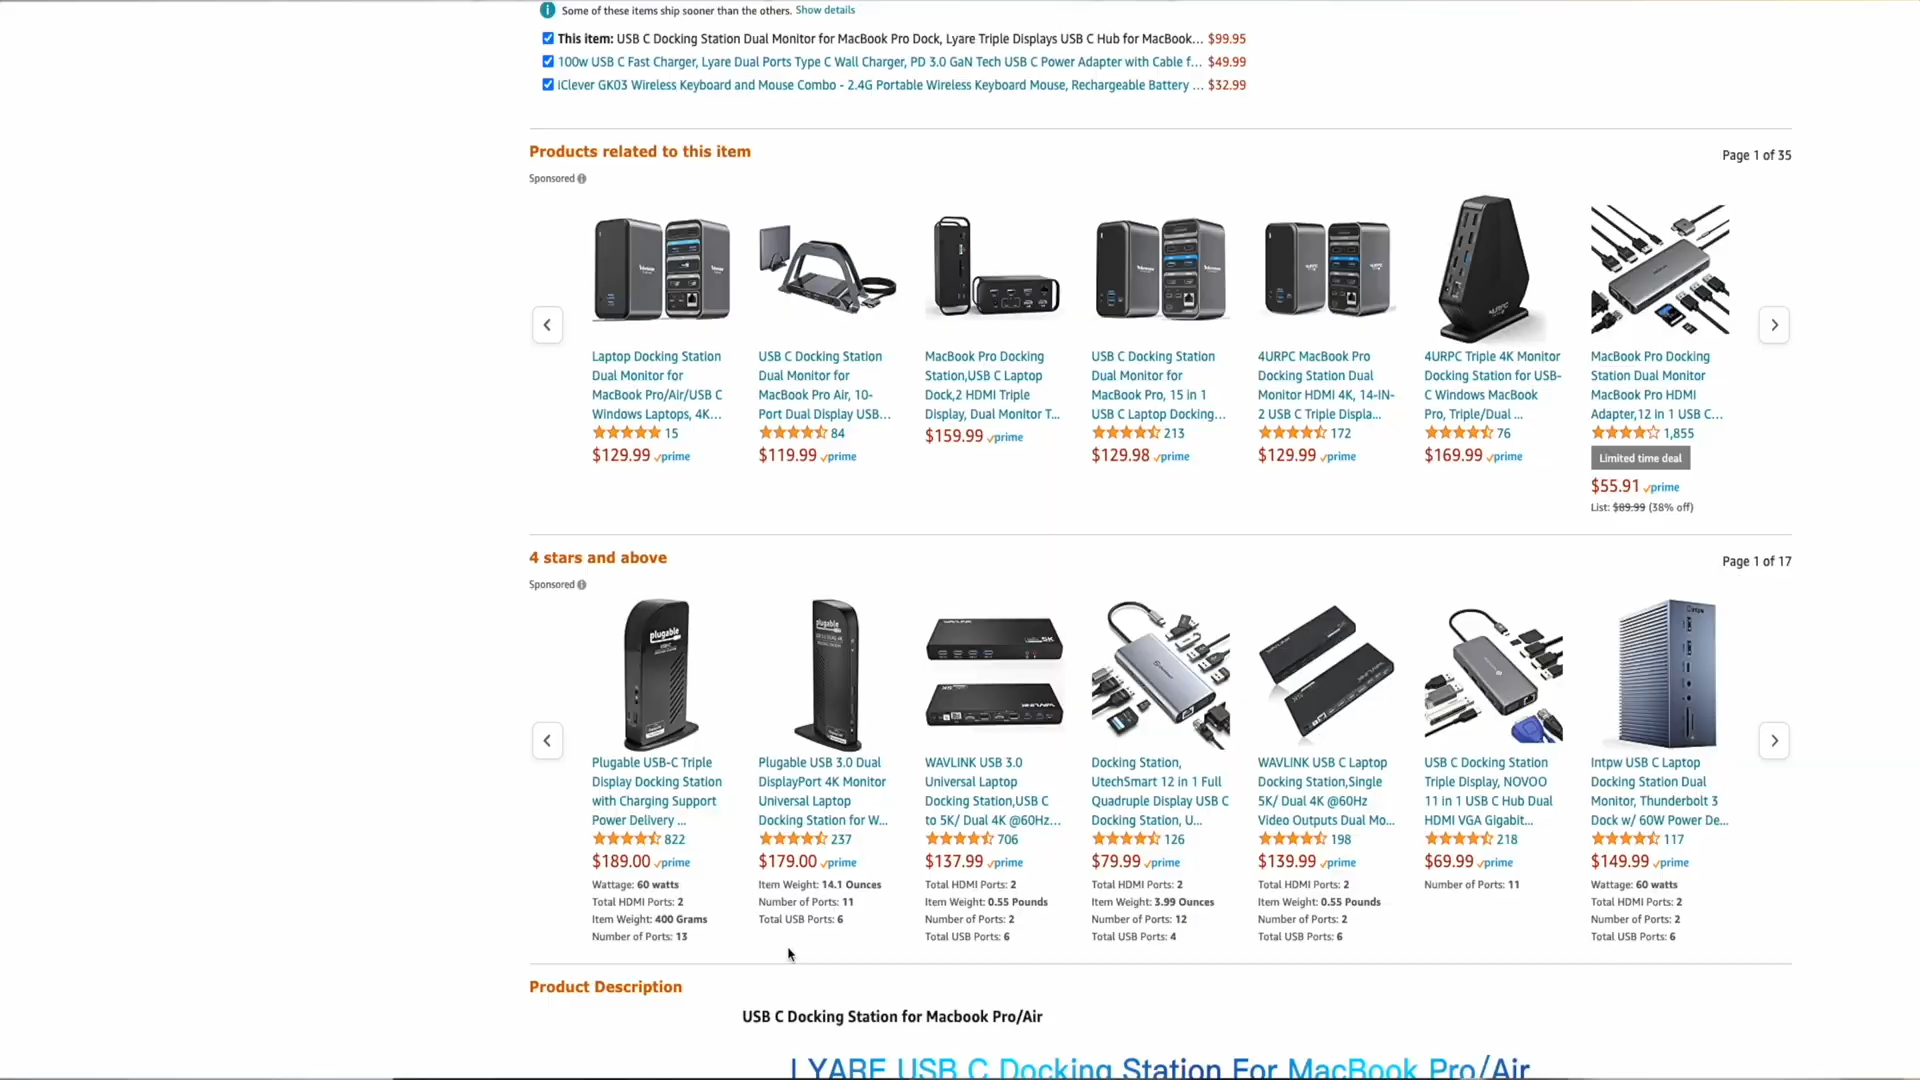 Some of these items ship sooner than the others. Show details
This item: USB C Docking Station Dual Monitor for MacBook Pro Dock, Lyare Triple Displays USB C Hub for MacBook... $99.95
100w USB C Fast Charger, Lyare Dual Ports Type C Wall Charger, PD 3.0 GaN Tech USB C Power Adapter with Cable f... $49.99
iClever GK03 Wireless Keyboard and Mouse Combo - 2.4G Portable Wireless Keyboard Mouse, Rechargeable Battery ... $32.99
Products related to this item
Page 1 of 35
Sponsored
Laptop Docking Station
Dual Monitor for
MacBook Pro/Air/USB C
Windows Laptops, 4K...
15
$129.99 prime
USB C Docking Station
Dual Monitor for
MacBook Pro Air, 10-
Port Dual Display USB...
84
$119.99 prime
MacBook Pro Docking
Station,USB C Laptop
Dock,2 HDMI Triple
Display, Dual Monitor T...
$159.99 prime
USB C Docking Station
Dual Monitor for
MacBook Pro, 15 in 1
USB C Laptop Docking...
213
$129.98 prime
4URPC MacBook Pro
Docking Station Dual
Monitor HDMI 4K, 14-IN-
2 USB C Triple Displa...
172
$129.99 prime
4URPC Triple 4K Monitor
Docking Station for USB-
C Windows MacBook
Pro, Triple/Dual ...
76
$169.99 prime
MacBook Pro Docking
Station Dual Monitor
MacBook Pro HDMI
Adapter,12 in 1 USB C...
1,855
Limited time deal
$55.91 prime
List: $89.99 (38% off)
4 stars and above
Page 1 of 17
Sponsored
plugable
Plugable USB-C Triple
Display Docking Station
with Charging Support
Power Delivery ...
822
$189.00 prime
Wattage: 60 watts
Total HDMI Ports: 2
Item Weight: 400 Grams
Number of Ports: 13
plugable
Plugable USB 3.0 Dual
DisplayPort 4K Monitor
Universal Laptop
Docking Station for W...
237
$179.00 prime
Item Weight: 14.1 Ounces
Number of Ports: 11
Total USB Ports: 6
WAVLINK USB 3.0
Universal Laptop
Docking Station,USB C
to 5K/ Dual 4K @60Hz...
706
$137.99 prime
Total HDMI Ports: 2
Item Weight: 0.55 Pounds
Number of Ports: 2
Total USB Ports: 6
Docking Station,
UtechSmart 12 in 1 Full
Quadruple Display USB C
Docking Station, U...
126
$79.99 prime
Total HDMI Ports: 2
Item Weight: 3.99 Ounces
Number of Ports: 12
Total USB Ports: 4
WAVLINK USB C Laptop
Docking Station,Single
5K/ Dual 4K @60Hz
Video Outputs Dual Mo...
198
$139.99 prime
Total HDMI Ports: 2
Item Weight: 0.55 Pounds
Number of Ports: 2
Total USB Ports: 6
USB C Docking Station
Triple Display, NOVOO
11 in 1 USB C Hub Dual
HDMI VGA Gigabit...
218
$69.99 prime
Number of Ports: 11
Intpw USB C Laptop
Docking Station Dual
Monitor, Thunderbolt 3
Dock w/ 60W Power De...
117
$149.99 prime
Wattage: 60 watts
Total HDMI Ports: 2
Number of Ports: 2
Total USB Ports: 6
Product Description
USB C Docking Station for Macbook Pro/Air
LYARE USB C Docking Station For MacBook Pro/Air